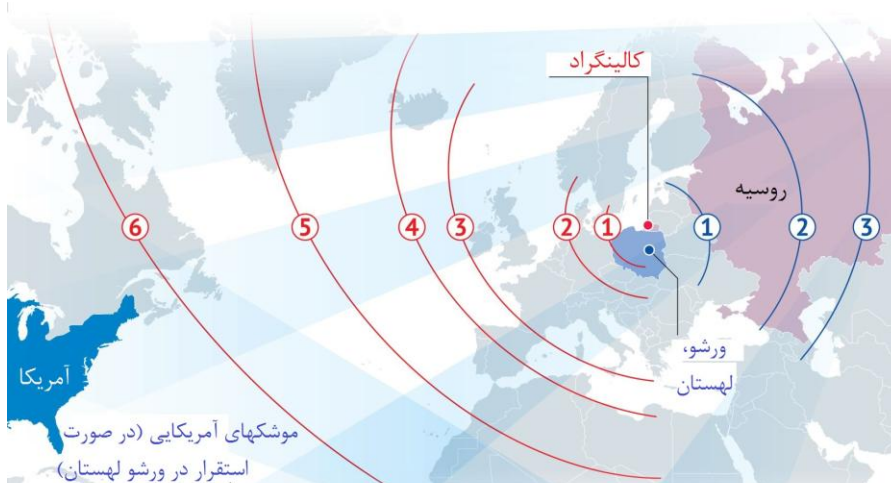 کالینگراد
روسیه
6
5
4
3
2
1
1
2
3
ورشو،
لهستان
آمریکا
موشکهای آمریکایی (در صورت
استقرار در ورشو لهستان)